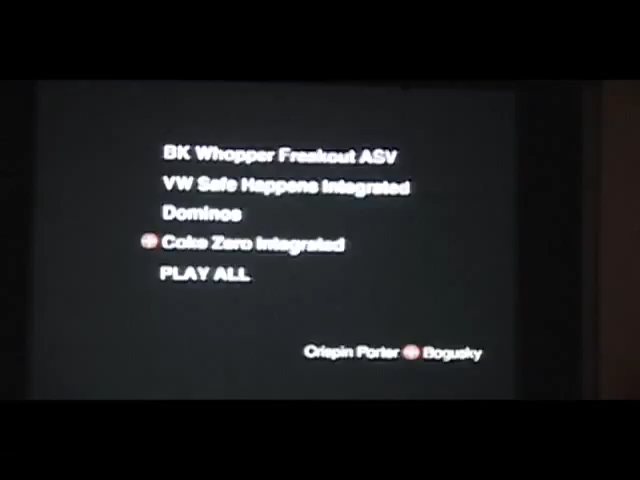 BK Whopper Freakout ASV
VW Safe Happens Integrated
Dominos
Coke Zero Integrated
PLAY ALL
Crispin Porter + Bogusky